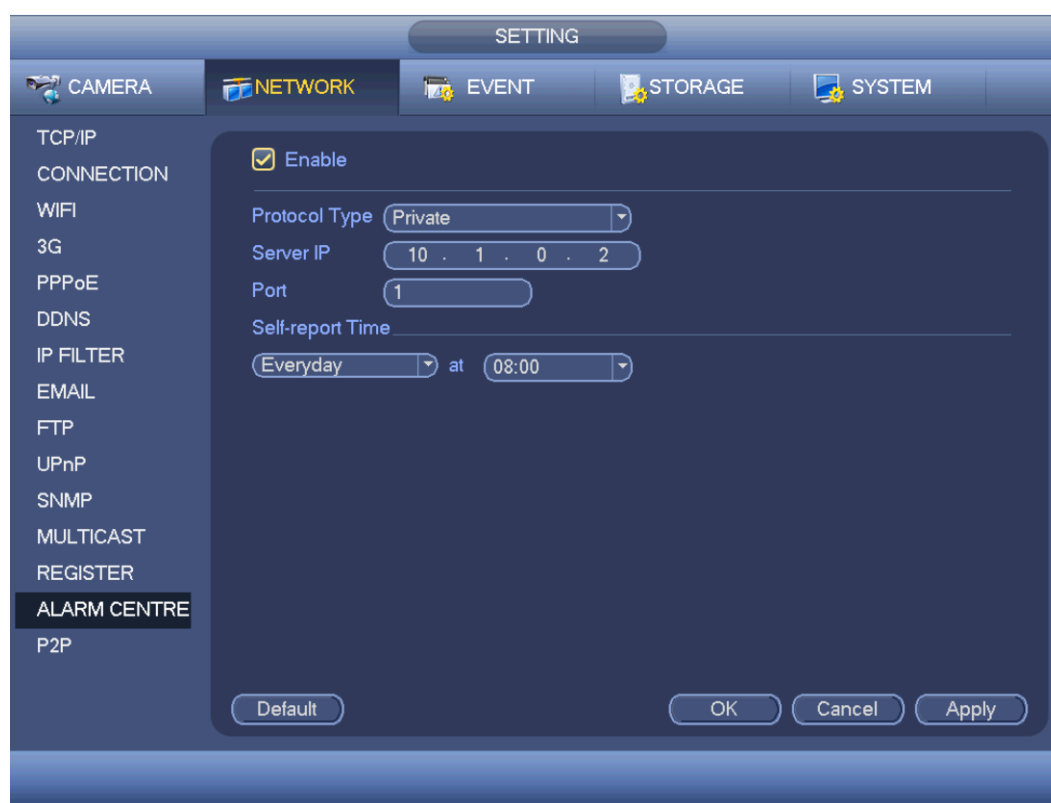 SETTING
CAMERA NETWORK EVENT STORAGE SYSTEM
TCP/IP
CONNECTION
WIFI
3G
PPPoE
DDNS
IP FILTER
EMAIL
FTP
UPnP
SNMP
MULTICAST
REGISTER
ALARM CENTRE
P2P
Enable
Protocol Type Private
Server IP 10 . 1 . 0 . 2
Port 1
Self-report Time
Everyday at 08:00
Default OK Cancel Apply